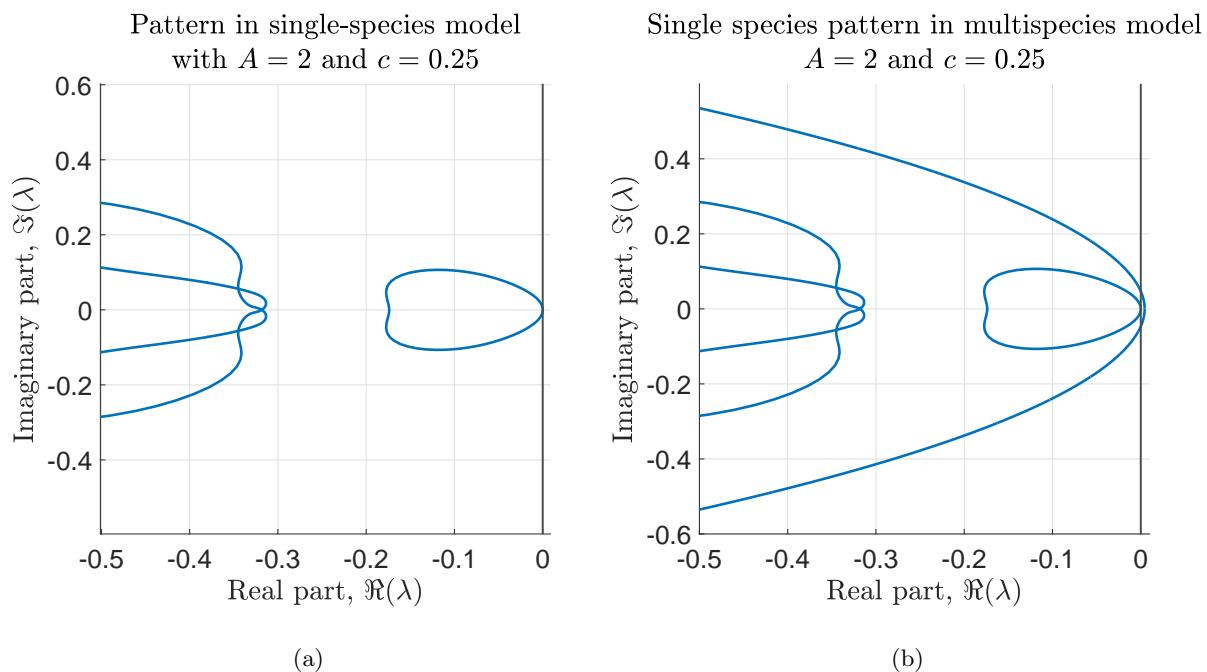 Pattern in single-species model
with A = 2 and c = 0.25
0.6
0.4
0.2
0
-0.2
-0.4
Imaginary part, ℑ(λ)
-0.5
-0.4
-0.3
-0.2
-0.1
0
Real part, ℜ(λ)
(a)
Single species pattern in multispecies model
A = 2 and c = 0.25
0.4
0.2
0
-0.2
-0.4
-0.6
Imaginary part, ℑ(λ)
-0.5
-0.4
-0.3
-0.2
-0.1
0
Real part, ℜ(λ)
(b)